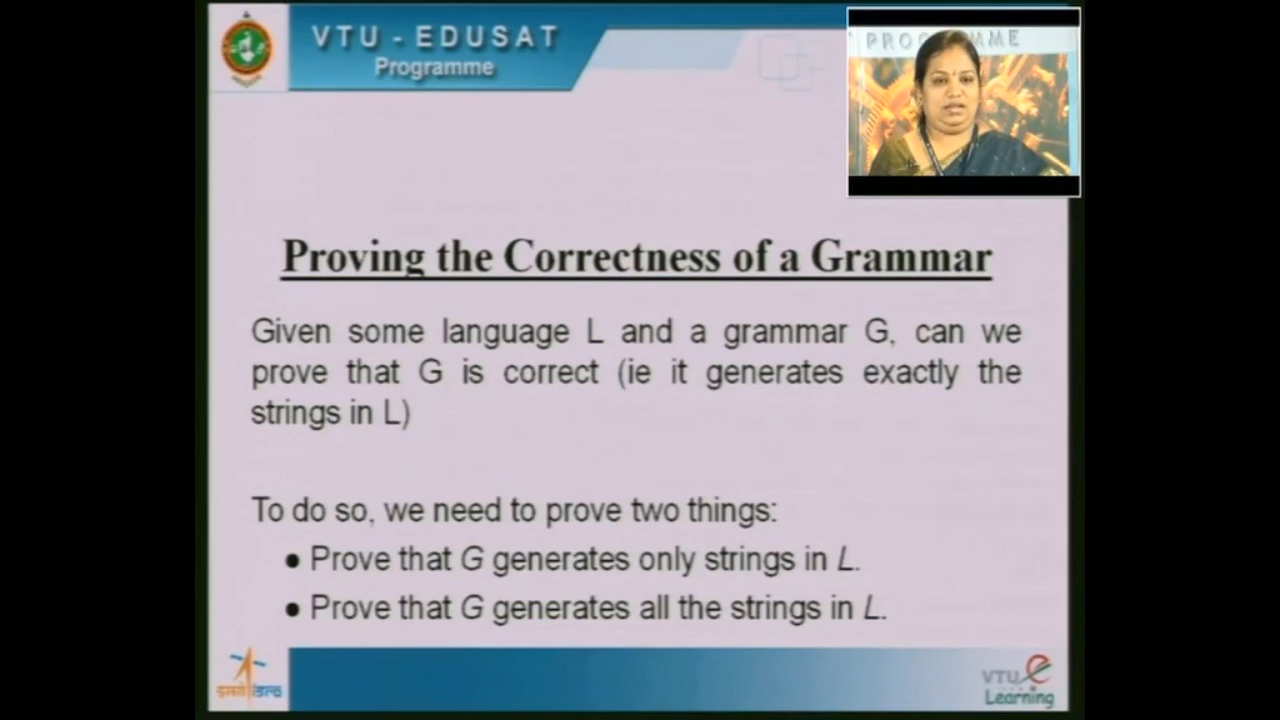 VTU - EDUSAT
Programme
PROGRAMME
Proving the Correctness of a Grammar
Given some language L and a grammar G, can we
prove that G is correct (ie it generates exactly the
strings in L)
To do so, we need to prove two things:
● Prove that G generates only strings in L.
● Prove that G generates all the strings in L.
इसरो isro
VTU e
Learning